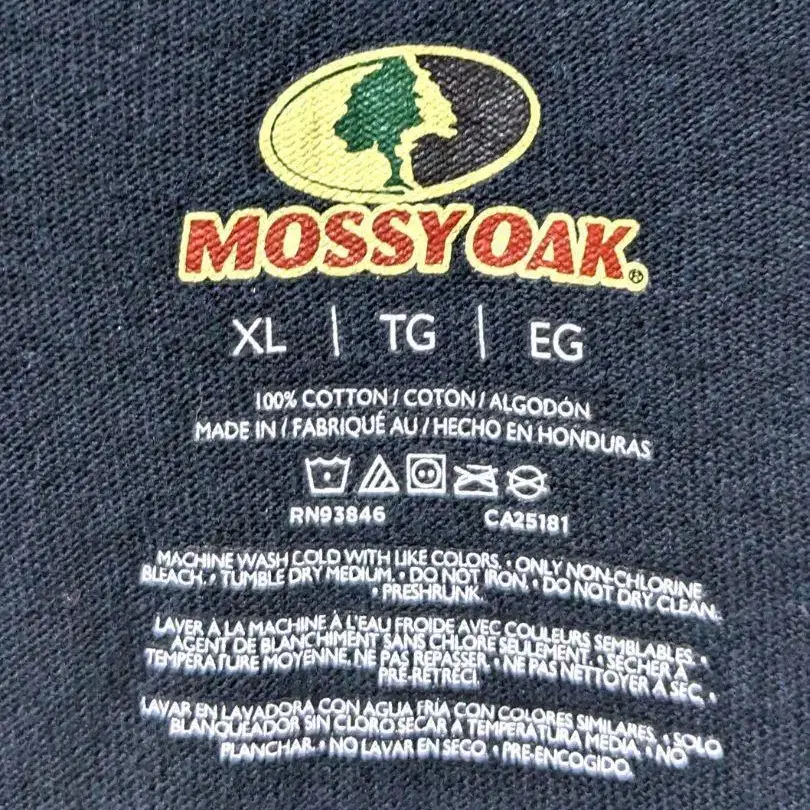 MOSSY OAK®
XL | TG | EG
100% COTTON / COTON / ALGODÓN
MADE IN / FABRIQUÉ AU / HECHO EN HONDURAS
RN93846 CA25181
MACHINE WASH COLD WITH LIKE COLORS. • ONLY NON-CHLORINE
BLEACH. • TUMBLE DRY MEDIUM. • DO NOT IRON. • DO NOT DRY CLEAN.
• PRESHRUNK.
LAVER À LA MACHINE À L'EAU FROIDE AVEC COULEURS SEMBLABLES. •
AGENT DE BLANCHIMENT SANS CHLORE SEULEMENT. • SÉCHER À
TEMPÉRATURE MOYENNE. NE PAS REPASSER. • NE PAS NETTOYER À SEC •
PRÉ-RÉTRÉCI.
LAVAR EN LAVADORA CON AGUA FRÍA CON COLORES SIMILARES. • SOLO
BLANQUEADOR SIN CLORO SECAR A TEMPERATURA MEDIA. • NO
PLANCHAR. • NO LAVAR EN SECO. • PRE-ENCOGIDO.